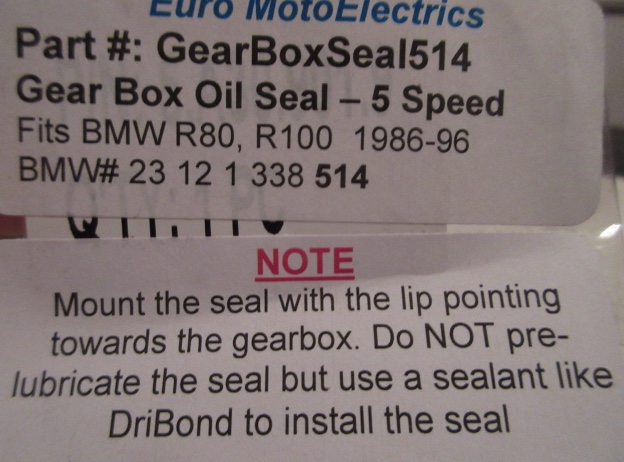 Euro MotoElectrics
Part #: GearBoxSeal514
Gear Box Oil Seal – 5 Speed
Fits BMW R80, R100 1986-96
BMW# 23 12 1 338 514
NOTE
Mount the seal with the lip pointing
towards the gearbox. Do NOT pre-
lubricate the seal but use a sealant like
DriBond to install the seal